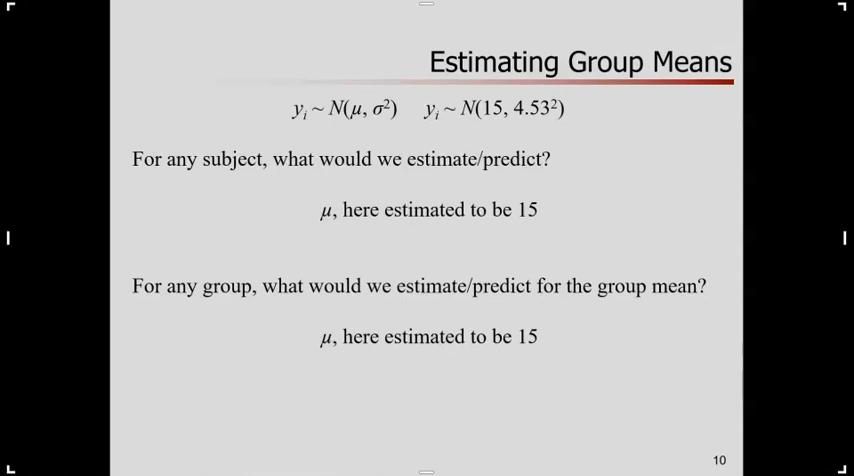 Estimating Group Means
yᵢ ~ N(μ, σ²) yᵢ ~ N(15, 4.53²)
For any subject, what would we estimate/predict?
μ, here estimated to be 15
For any group, what would we estimate/predict for the group mean?
μ, here estimated to be 15
10